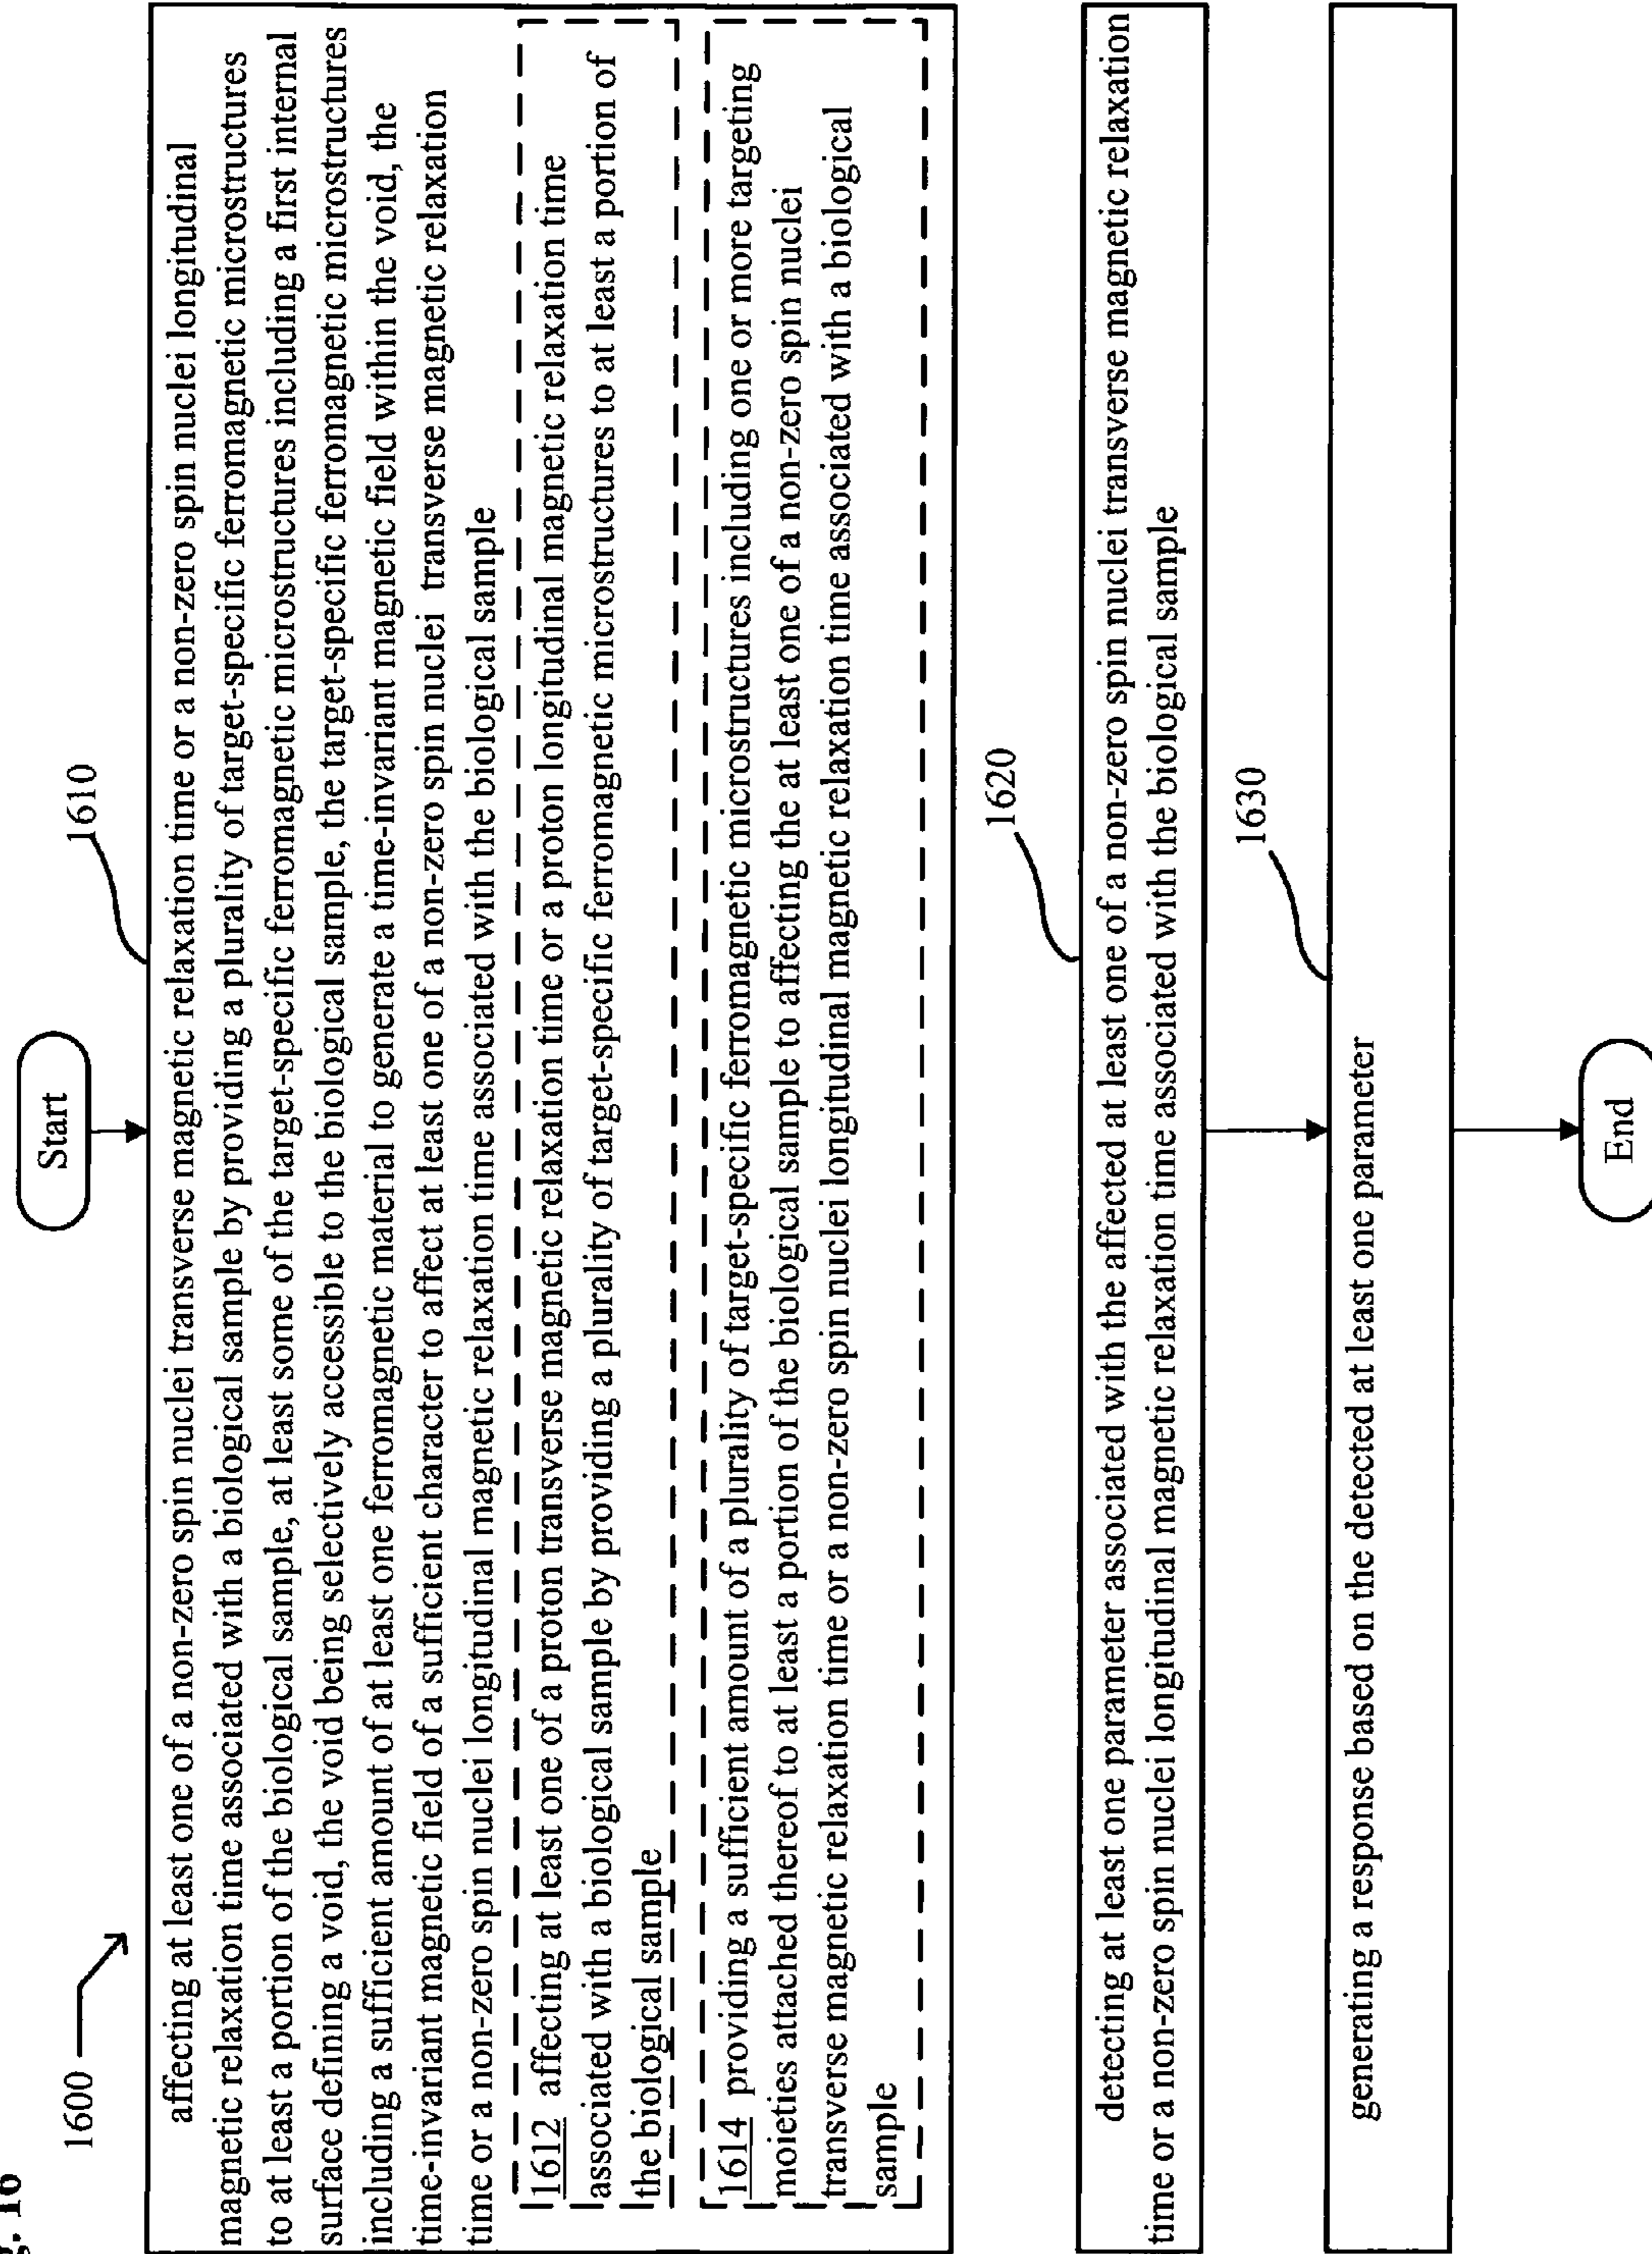 g. 16
1600
Start
1610
affecting at least one of a non-zero spin nuclei transverse magnetic relaxation time or a non-zero spin nuclei longitudinal
magnetic relaxation time associated with a biological sample by providing a plurality of target-specific ferromagnetic microstructures
to at least a portion of the biological sample, at least some of the target-specific ferromagnetic microstructures including a first internal
surface defining a void, the void being selectively accessible to the biological sample, the target-specific ferromagnetic microstructures
including a sufficient amount of at least one ferromagnetic material to generate a time-invariant magnetic field within the void, the
time-invariant magnetic field of a sufficient character to affect at least one of a non-zero spin nuclei transverse magnetic relaxation
time or a non-zero spin nuclei longitudinal magnetic relaxation time associated with the biological sample
1612 affecting at least one of a proton transverse magnetic relaxation time or a proton longitudinal magnetic relaxation time
associated with a biological sample by providing a plurality of target-specific ferromagnetic microstructures to at least a portion of
the biological sample
1614 providing a sufficient amount of a plurality of target-specific ferromagnetic microstructures including one or more targeting
moieties attached thereof to at least a portion of the biological sample to affecting the at least one of a non-zero spin nuclei
transverse magnetic relaxation time or a non-zero spin nuclei longitudinal magnetic relaxation time associated with a biological
sample
1620
detecting at least one parameter associated with the affected at least one of a non-zero spin nuclei transverse magnetic relaxation
time or a non-zero spin nuclei longitudinal magnetic relaxation time associated with the biological sample
1630
generating a response based on the detected at least one parameter
End